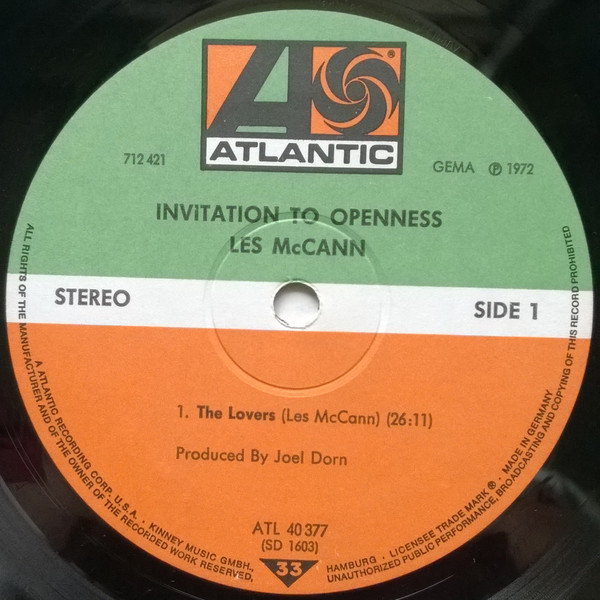 A
®
ATLANTIC
712 421
GEMA ℗ 1972
INVITATION TO OPENNESS
LES McCANN
STEREO
SIDE 1
1. The Lovers (Les McCann) (26:11)
Produced By Joel Dorn
ATL 40 377
(SD 1603)
33
ALL RIGHTS OF THE MANUFACTURER AND OF THE OWNER OF THE RECORDED WORK RESERVED.
A ATLANTIC RECORDING CORP. U.S.A. · KINNEY MUSIC GMBH., HAMBURG · LICENSEE TRADE MARK ® · MADE IN GERMANY
UNAUTHORIZED PUBLIC PERFORMANCE, BROADCASTING AND COPYING OF THIS RECORD PROHIBITED